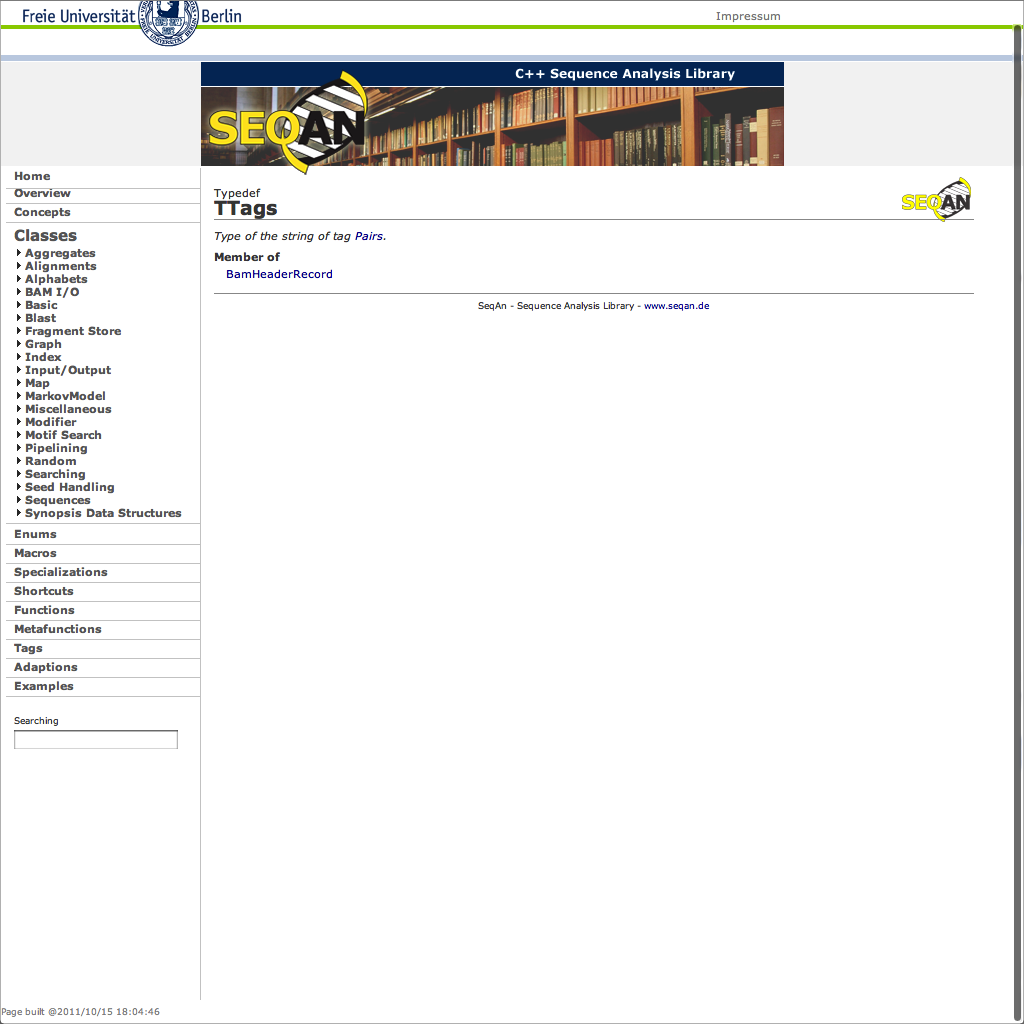 Freie Universität Berlin
Impressum
C++ Sequence Analysis Library
SEQAN
Home
Overview
Concepts
Classes
Aggregates
Alignments
Alphabets
BAM I/O
Basic
Blast
Fragment Store
Graph
Index
Input/Output
Map
MarkovModel
Miscellaneous
Modifier
Motif Search
Pipelining
Random
Searching
Seed Handling
Sequences
Synopsis Data Structures
Enums
Macros
Specializations
Shortcuts
Functions
Metafunctions
Tags
Adaptions
Examples
Searching
Typedef
TTags
SEQAN
Type of the string of tag Pairs.
Member of
BamHeaderRecord
SeqAn - Sequence Analysis Library - www.seqan.de
Page built @2011/10/15 18:04:46